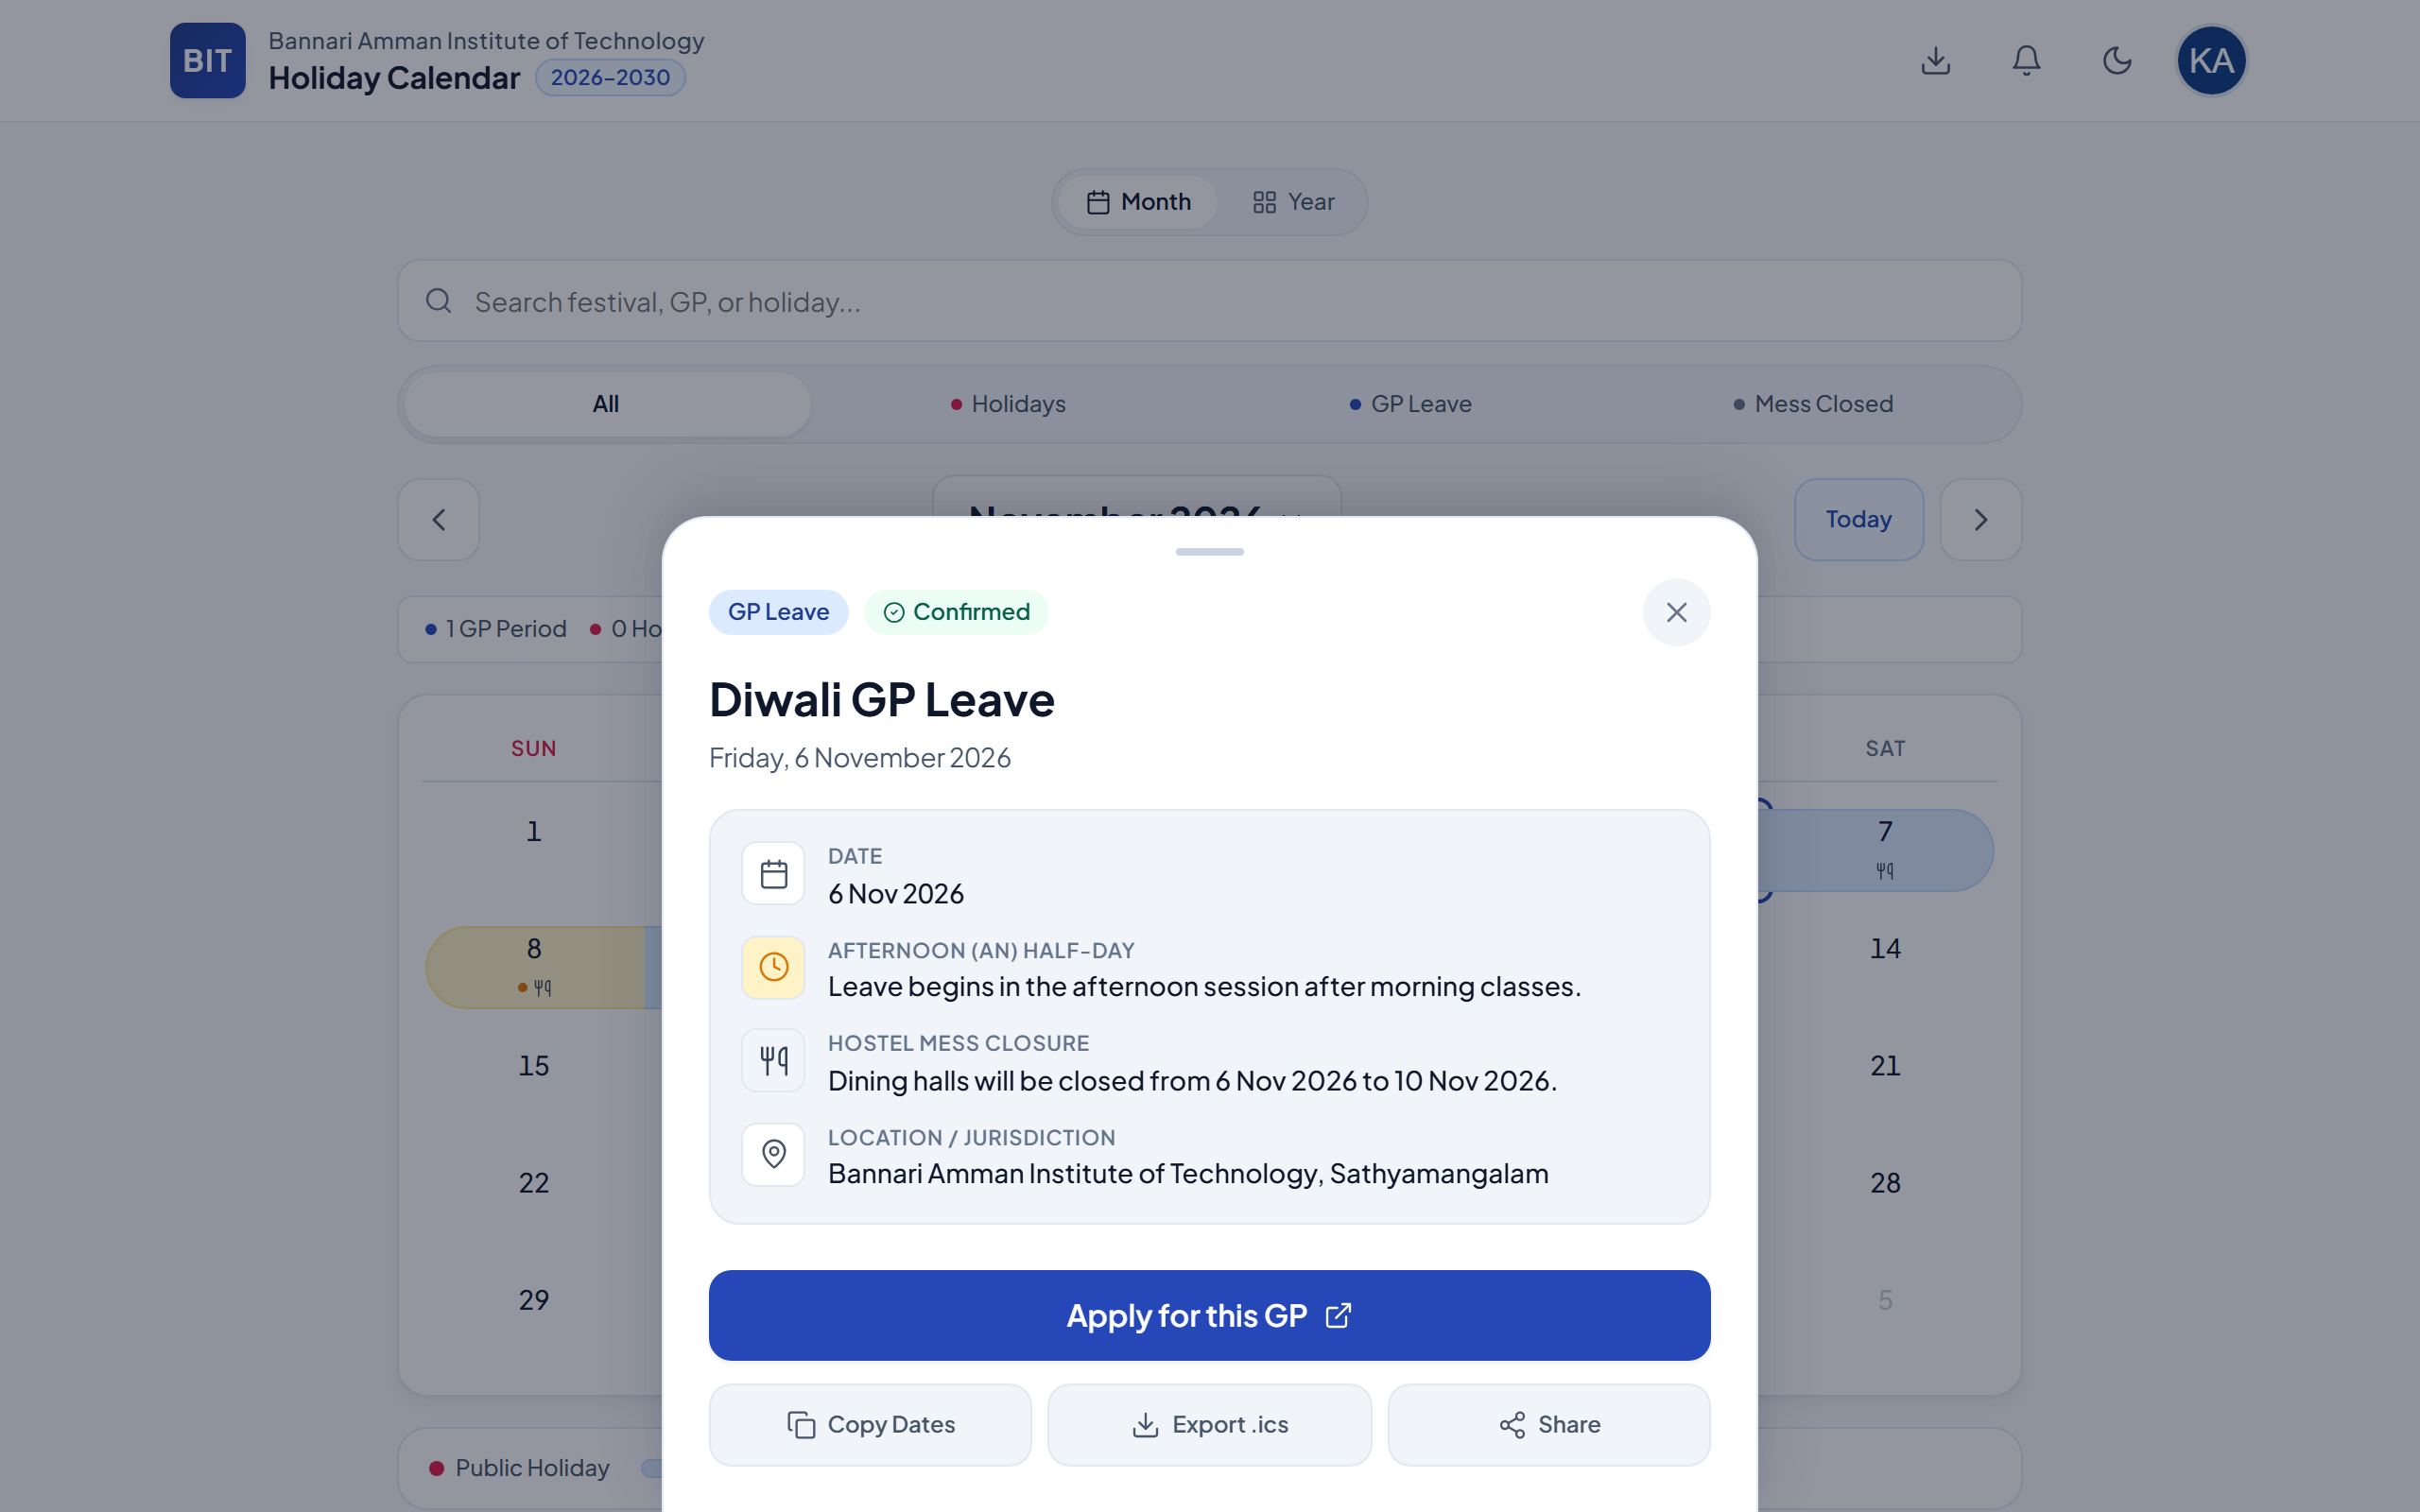 BIT
Bannari Amman Institute of Technology
Holiday Calendar 2026–2030
KA
Month Year
Search festival, GP, or holiday...
All Holidays GP Leave Mess Closed
November 2026
Today
1 GP Period 0 Ho
GP Leave Confirmed
Diwali GP Leave
Friday, 6 November 2026
SUN SAT
DATE
6 Nov 2026
1 7
AFTERNOON (AN) HALF-DAY
Leave begins in the afternoon session after morning classes.
8 14
HOSTEL MESS CLOSURE
Dining halls will be closed from 6 Nov 2026 to 10 Nov 2026.
15 21
LOCATION / JURISDICTION
Bannari Amman Institute of Technology, Sathyamangalam
22 28
29 5
Apply for this GP
Copy Dates Export .ics Share
Public Holiday